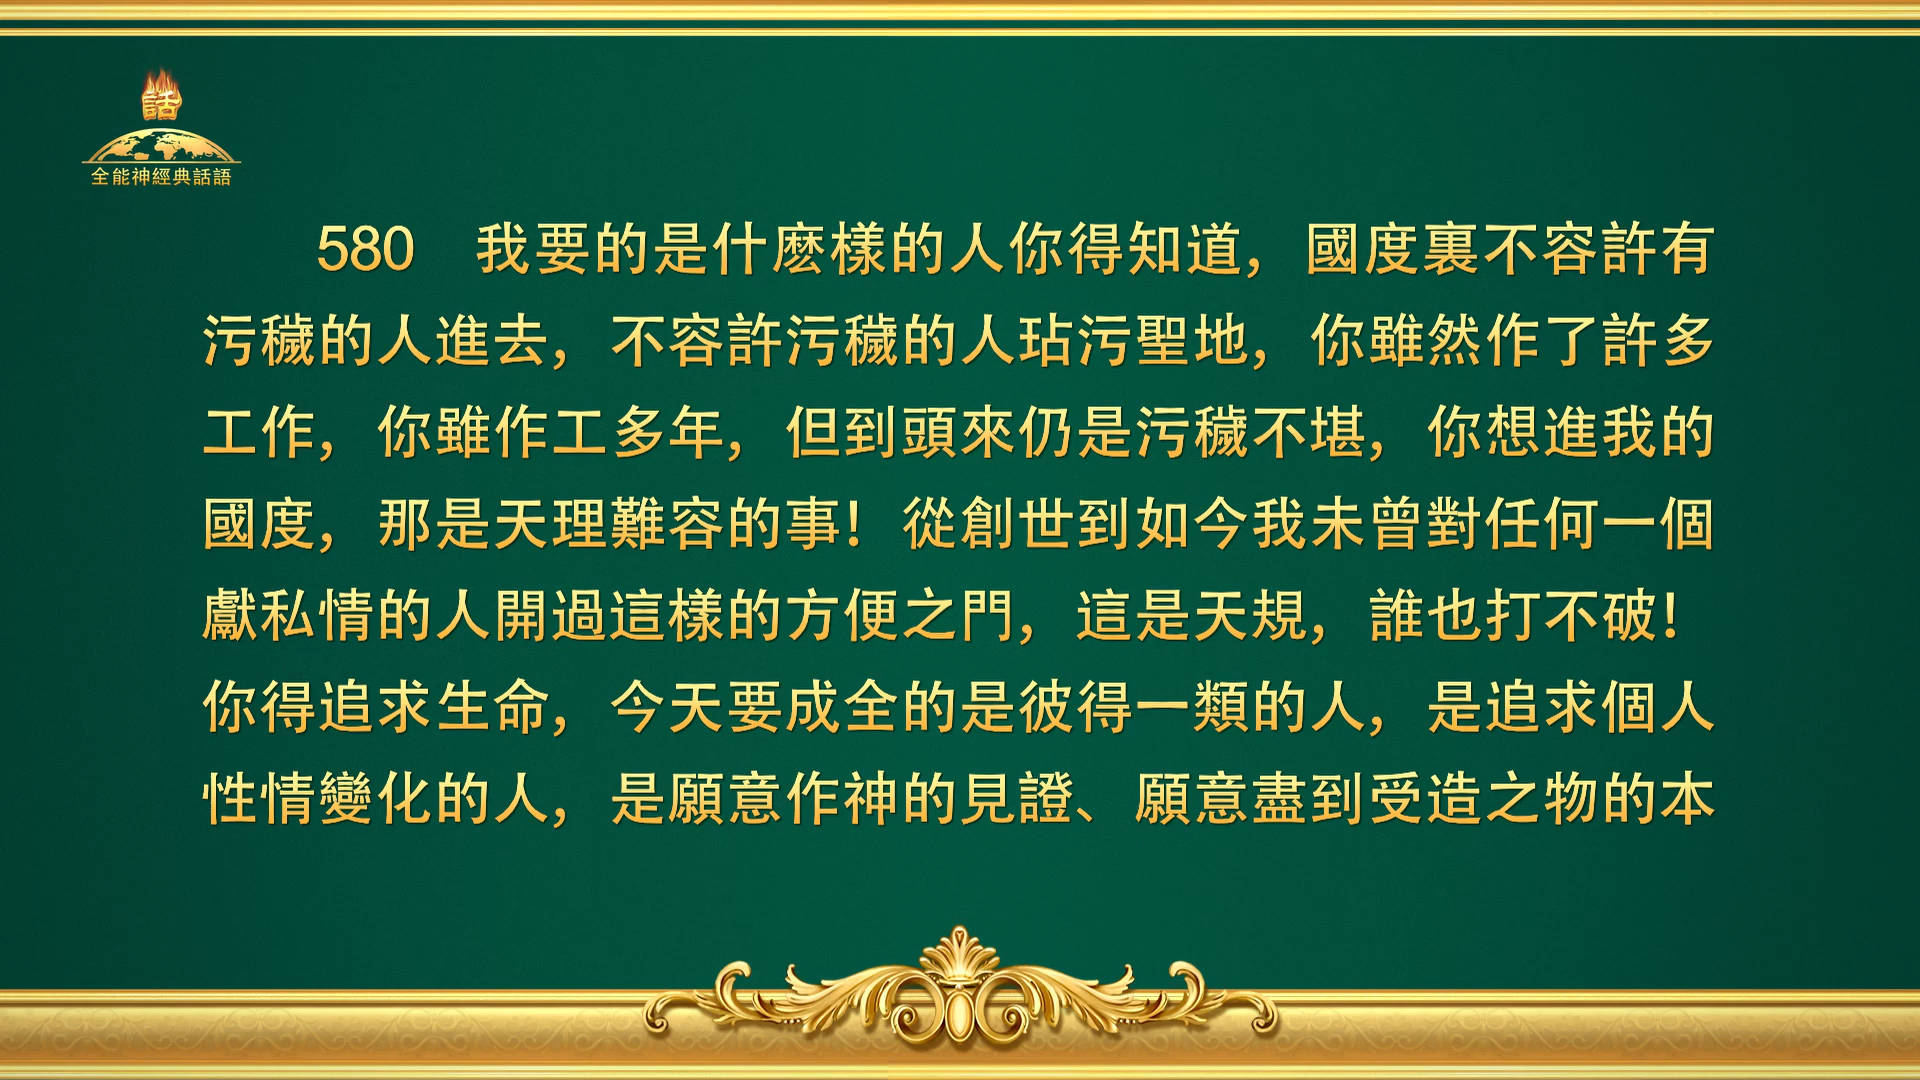 話
全能神經典話語
580　我要的是什麽樣的人你得知道，國度裏不容許有
污穢的人進去，不容許污穢的人玷污聖地，你雖然作了許多
工作，你雖作工多年，但到頭來仍是污穢不堪，你想進我的
國度，那是天理難容的事！從創世到如今我未曾對任何一個
獻私情的人開過這樣的方便之門，這是天規，誰也打不破！
你得追求生命，今天要成全的是彼得一類的人，是追求個人
性情變化的人，是願意作神的見證、願意盡到受造之物的本